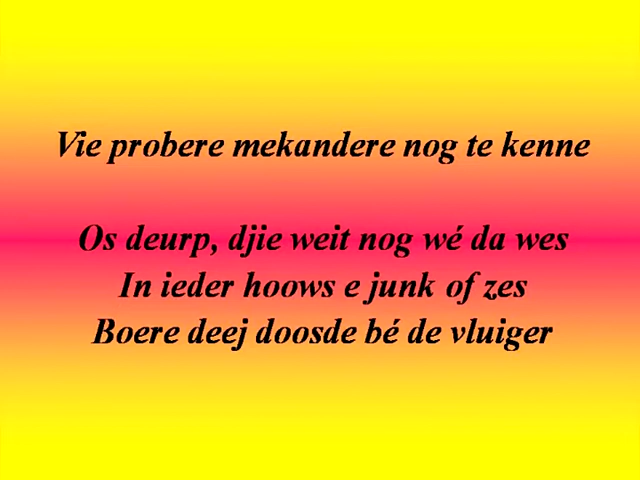 Vie probere mekandere nog te kenne
Os deurp, djie weit nog wé da wes
In ieder hoows e junk of zes
Boere deej doosde bé de vluiger